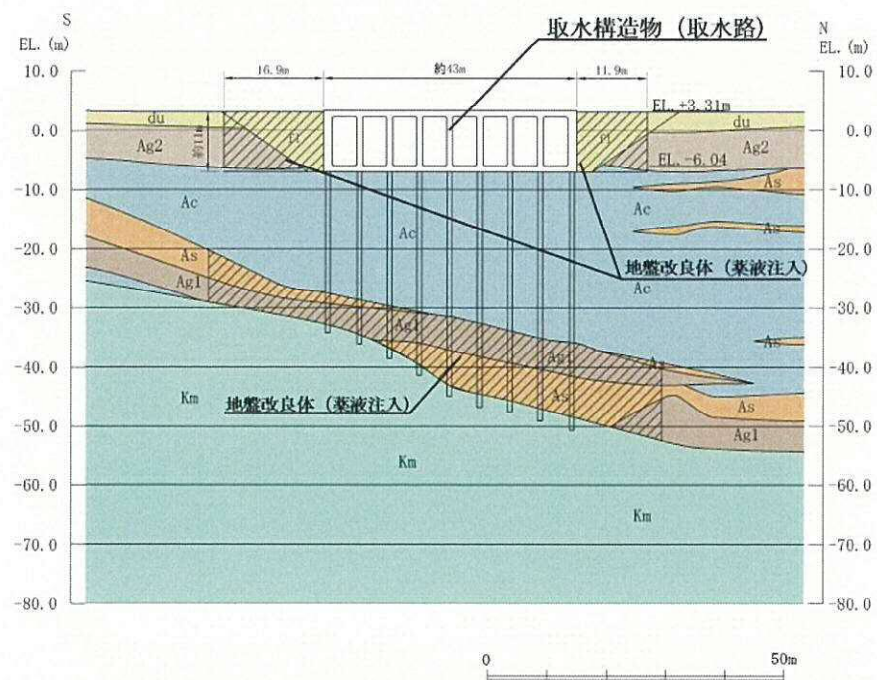 S
EL. (m)
N
EL. (m)
取水構造物（取水路）
16.9m
約43m
11.9m
10.0
0.0
-10.0
-20.0
-30.0
-40.0
-50.0
-60.0
-70.0
-80.0
10.0
0.0
-10.0
-20.0
-30.0
-40.0
-50.0
-60.0
-70.0
-80.0
EL. +3.31m
du
約11m
fl
fl
du
Ag2
EL. -6.04
Ag2
Ac
As
Ac
Ac
As
As
地盤改良体（薬液注入）
Ac
Ag1
Ag1
As
Ag1
As
地盤改良体（薬液注入）
As
As
Ag1
Km
Km
Km
0
50m